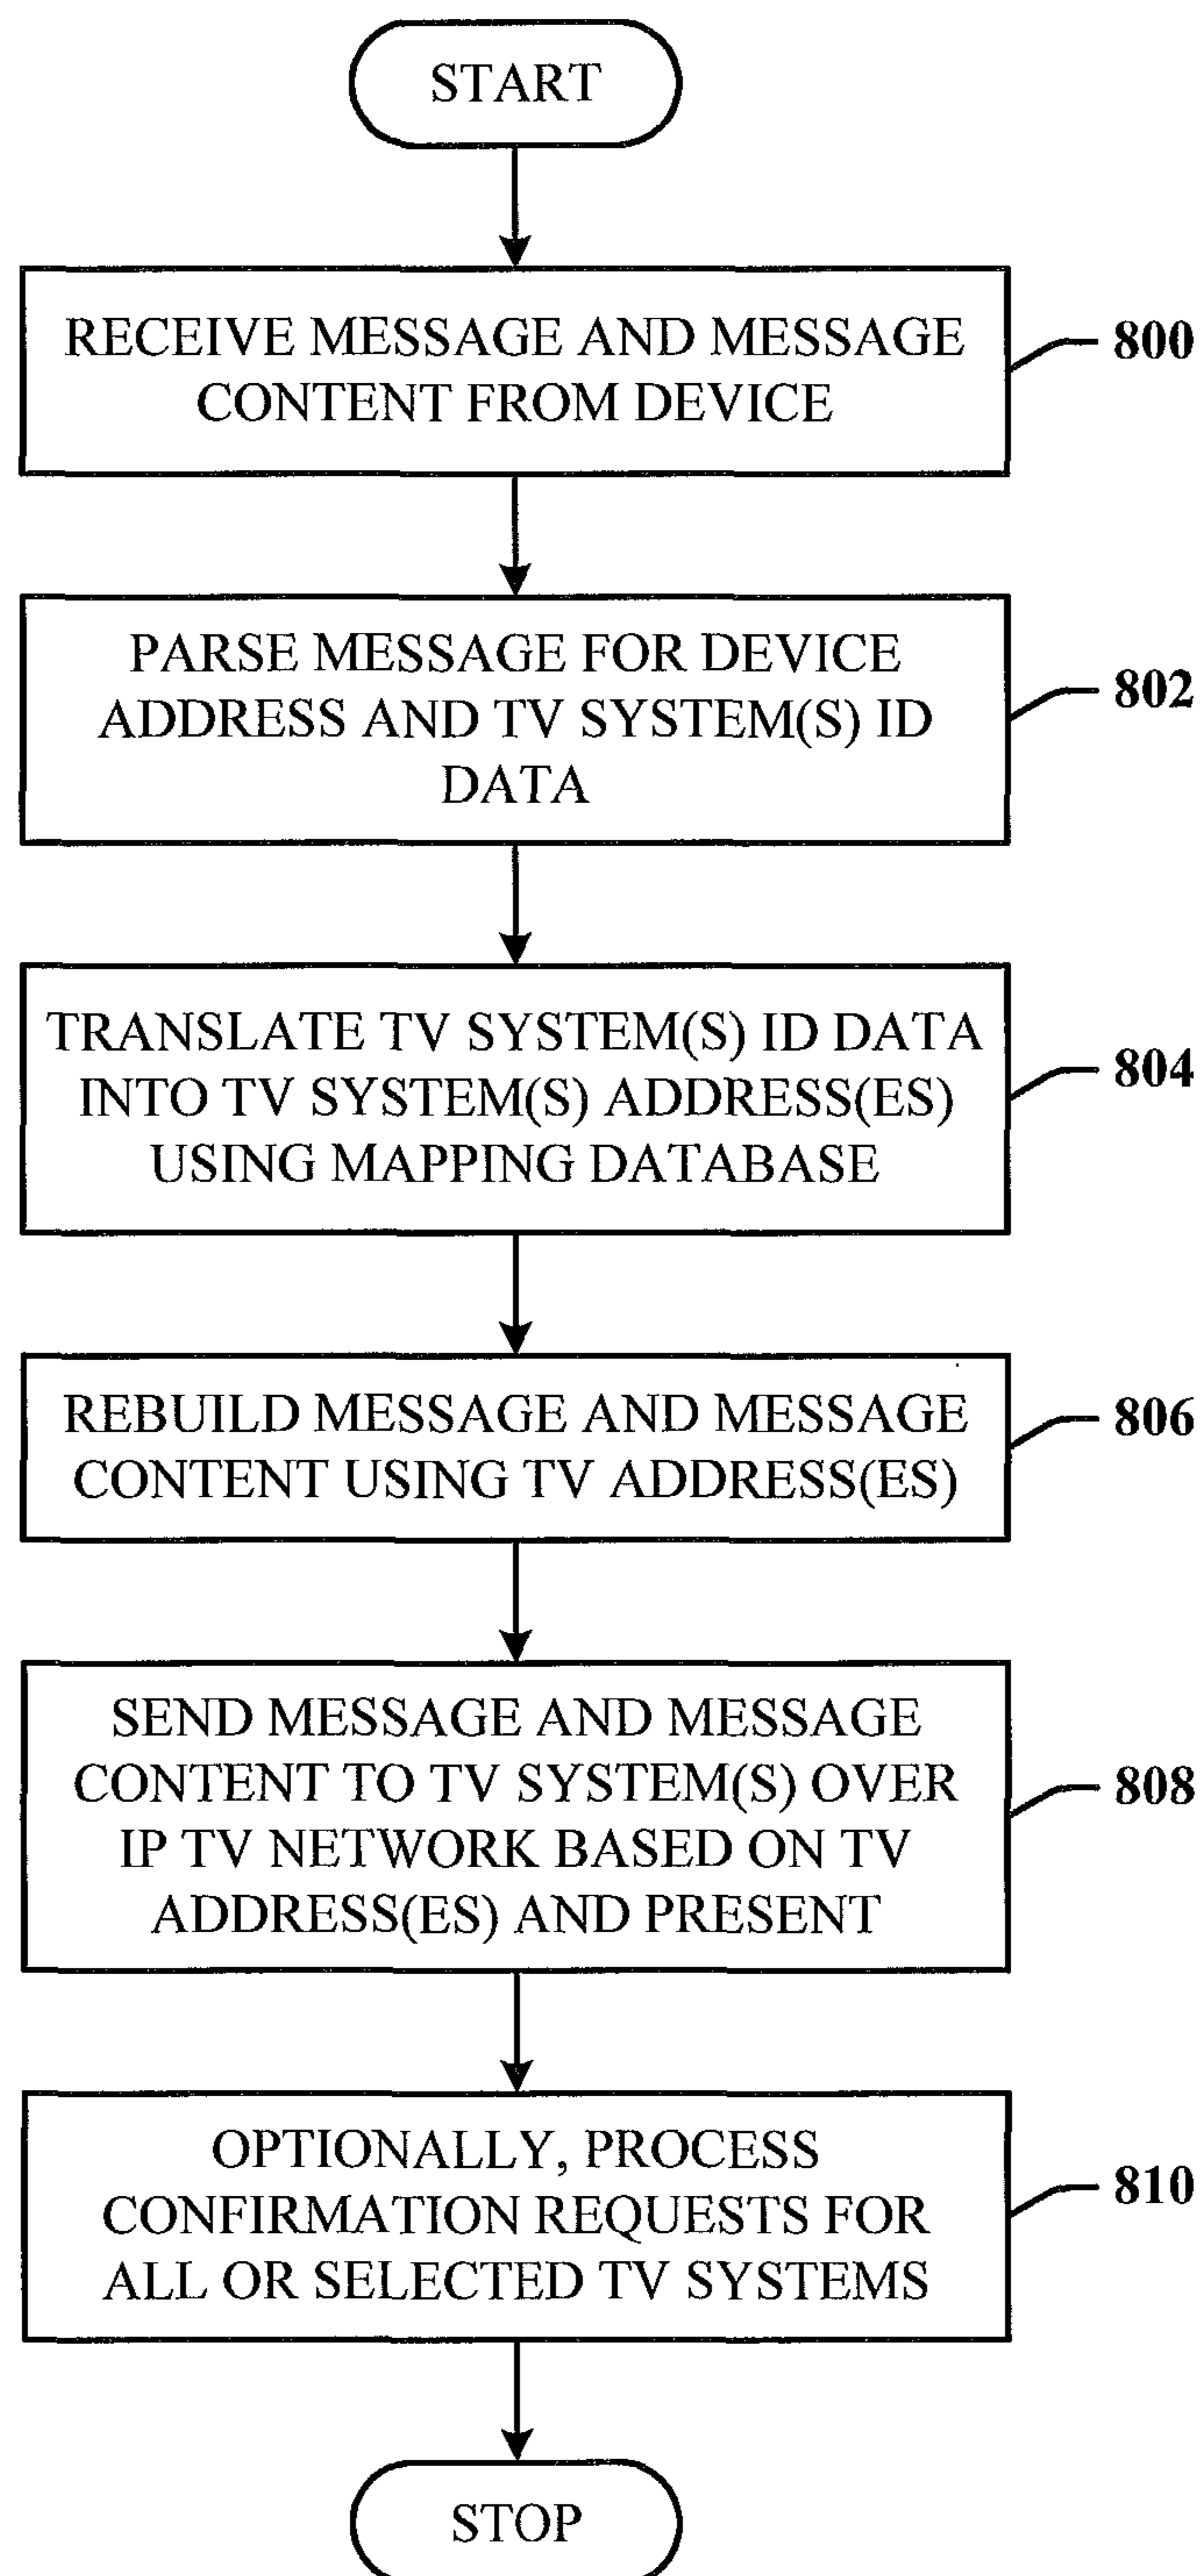 START
RECEIVE MESSAGE AND MESSAGE
CONTENT FROM DEVICE
800
PARSE MESSAGE FOR DEVICE
ADDRESS AND TV SYSTEM(S) ID
DATA
802
TRANSLATE TV SYSTEM(S) ID DATA
INTO TV SYSTEM(S) ADDRESS(ES)
USING MAPPING DATABASE
804
REBUILD MESSAGE AND MESSAGE
CONTENT USING TV ADDRESS(ES)
806
SEND MESSAGE AND MESSAGE
CONTENT TO TV SYSTEM(S) OVER
IP TV NETWORK BASED ON TV
ADDRESS(ES) AND PRESENT
808
OPTIONALLY, PROCESS
CONFIRMATION REQUESTS FOR
ALL OR SELECTED TV SYSTEMS
810
STOP